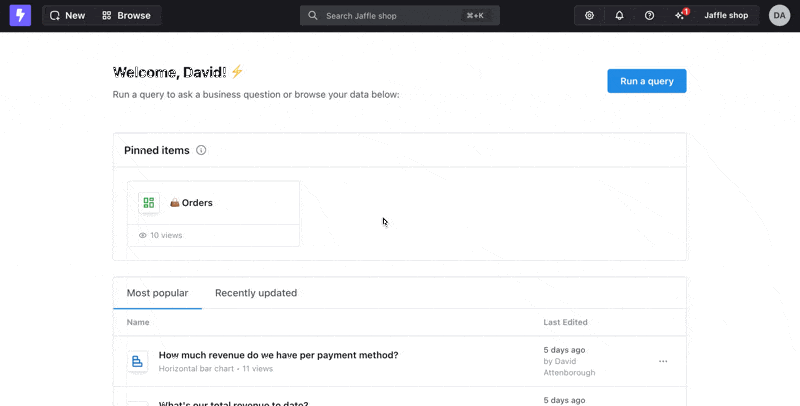 New Browse Search Jaffle shop ⌘+K 1 Jaffle shop DA
Welcome, David! ⚡
Run a query to ask a business question or browse your data below:
Run a query
Pinned items
👜 Orders
10 views
Most popular Recently updated
Name Last Edited
How much revenue do we have per payment method?
Horizontal bar chart • 11 views
5 days ago
by David
Attenborough
What's our total revenue to date?
5 days ago